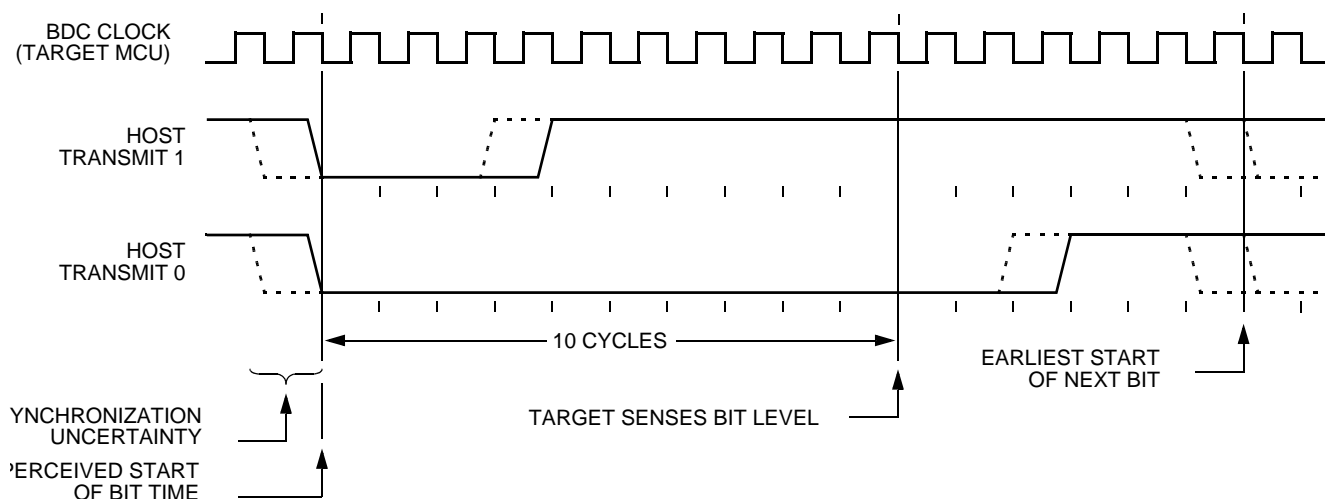 BDC CLOCK
(TARGET MCU)
HOST
TRANSMIT 1
HOST
TRANSMIT 0
10 CYCLES
EARLIEST START
OF NEXT BIT
YNCHRONIZATION
UNCERTAINTY
TARGET SENSES BIT LEVEL
PERCEIVED START
OF BIT TIME